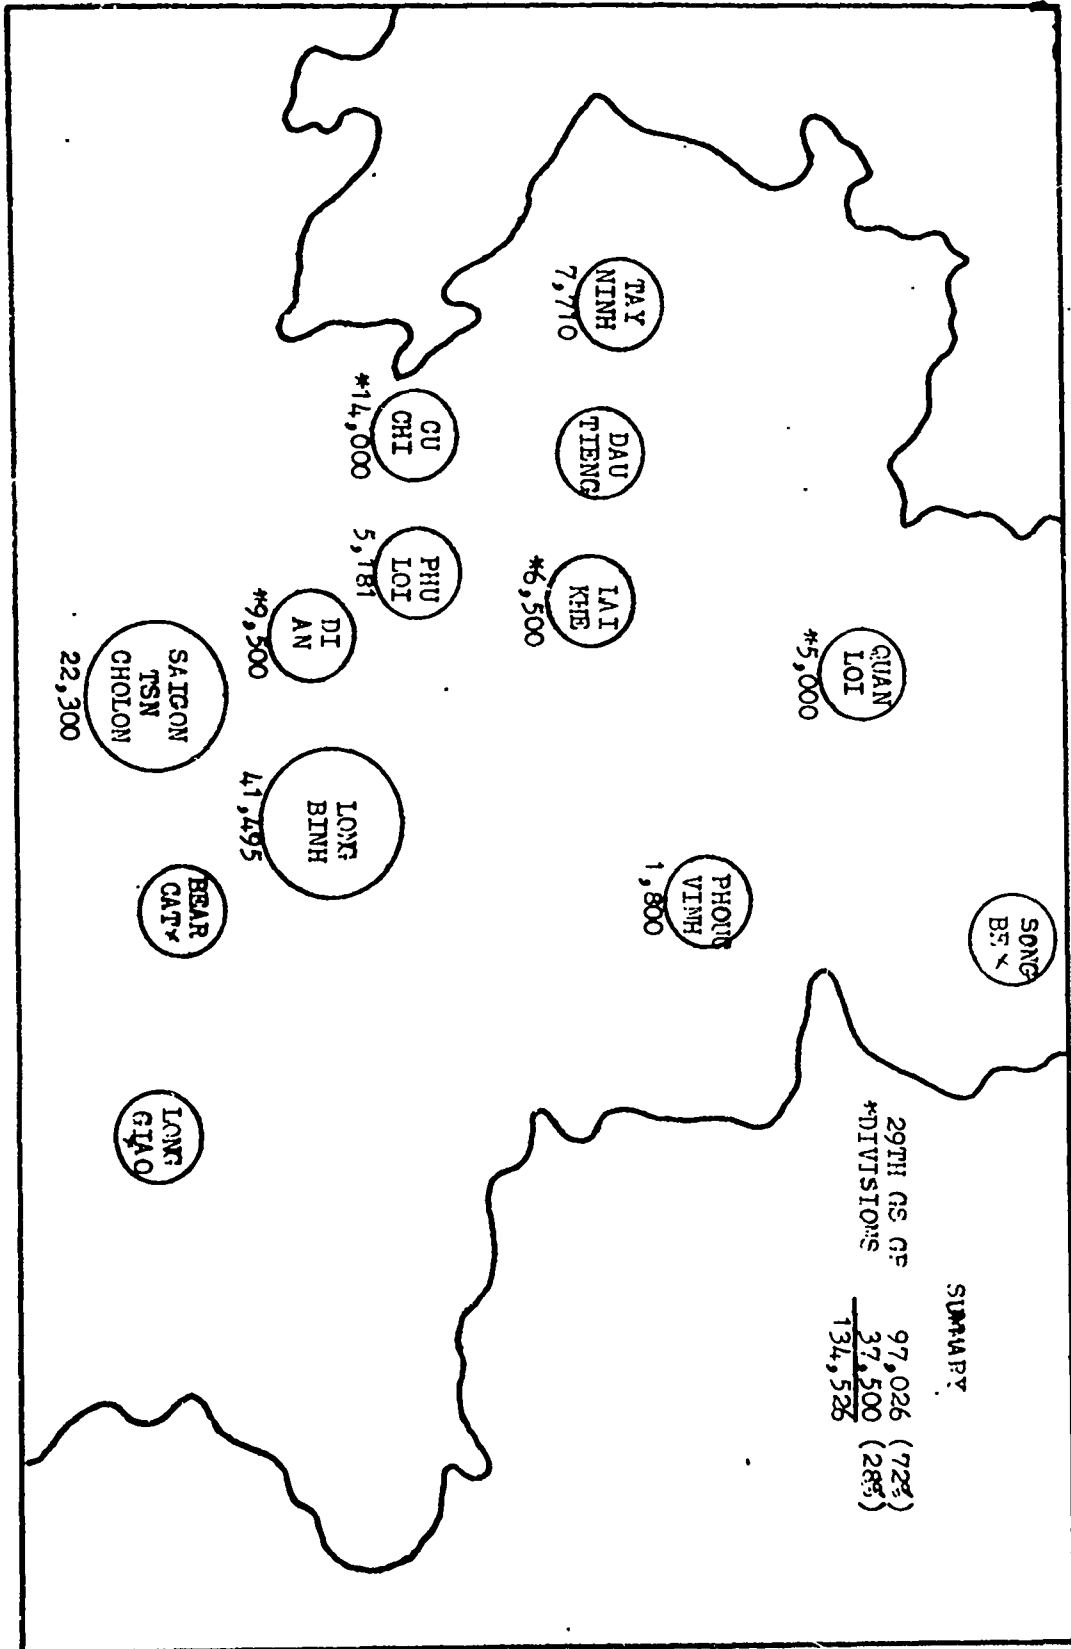 SONG
BE*
SUMMARY
29TH GS GP 97,026 (72%)
*DIVISIONS 37,500 (28%)
134,526
QUAN
LOI
*5,000
PHOUC
VINH
1,800
TAY
NINH
7,710
DAU
TIENG
LAI
KHE
*6,500
CU
CHI
*14,000
PHU
LOI
5,181
DI
AN
*9,500
LONG
BINH
41,495
SAIGON
TSN
CHOLON
22,300
BEAR
CAT*
LONG
GIAO